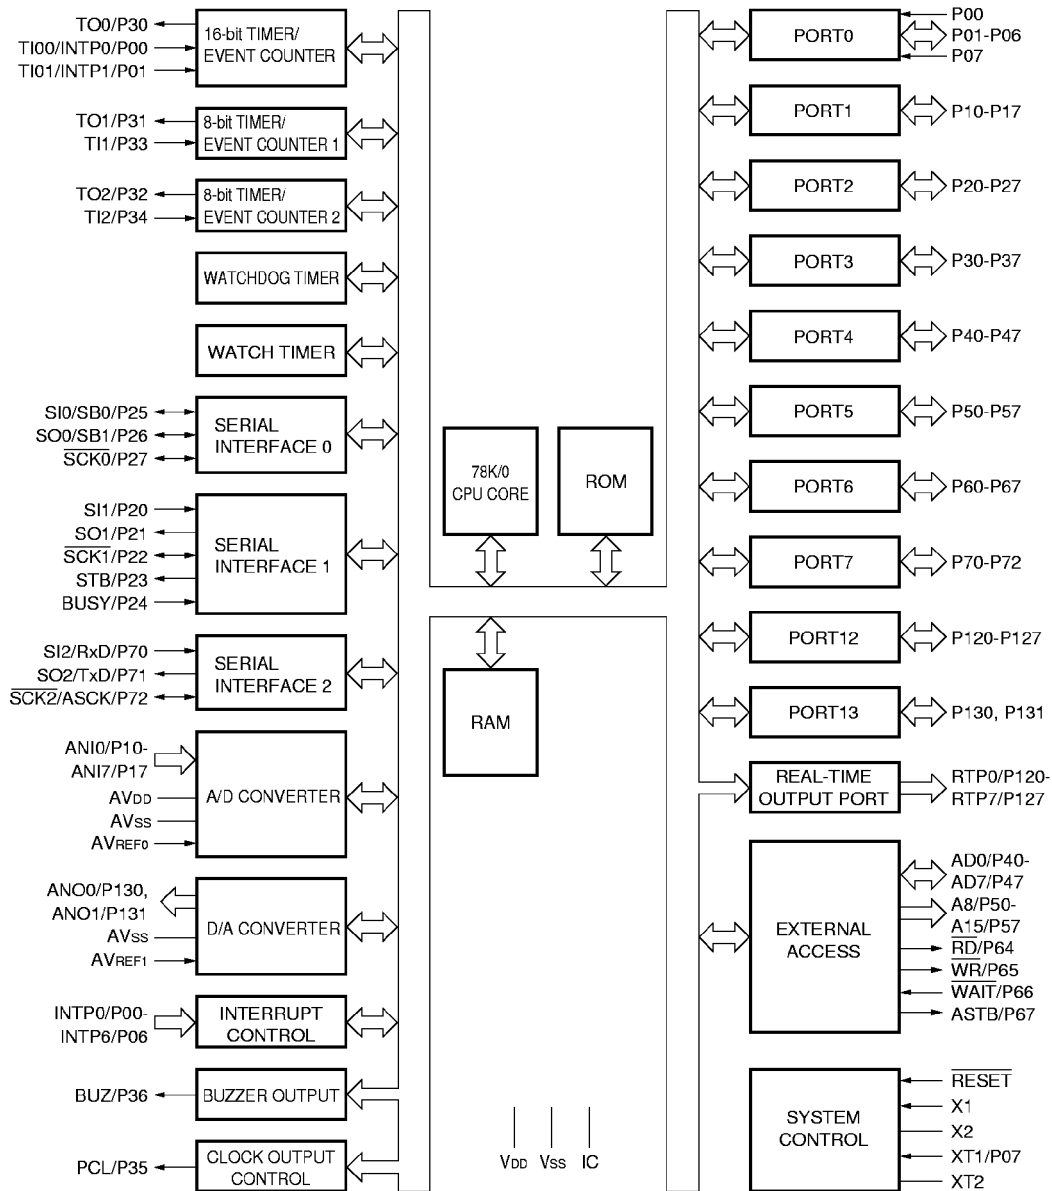 TO0/P30
TI00/INTP0/P00
TI01/INTP1/P01
16-bit TIMER/
EVENT COUNTER
TO1/P31
TI1/P33
8-bit TIMER/
EVENT COUNTER 1
TO2/P32
TI2/P34
8-bit TIMER/
EVENT COUNTER 2
WATCHDOG TIMER
WATCH TIMER
SI0/SB0/P25
SO0/SB1/P26
SCK0/P27
SERIAL
INTERFACE 0
SI1/P20
SO1/P21
SCK1/P22
STB/P23
BUSY/P24
SERIAL
INTERFACE 1
SI2/RxD/P70
SO2/TxD/P71
SCK2/ASCK/P72
SERIAL
INTERFACE 2
ANI0/P10-
ANI7/P17
AVDD
AVSS
AVREF0
A/D CONVERTER
ANO0/P130,
ANO1/P131
AVSS
AVREF1
D/A CONVERTER
INTP0/P00-
INTP6/P06
INTERRUPT
CONTROL
BUZ/P36
BUZZER OUTPUT
PCL/P35
CLOCK OUTPUT
CONTROL
78K/0
CPU CORE
ROM
RAM
VDD
VSS
IC
PORT0
P00
P01-P06
P07
PORT1
P10-P17
PORT2
P20-P27
PORT3
P30-P37
PORT4
P40-P47
PORT5
P50-P57
PORT6
P60-P67
PORT7
P70-P72
PORT12
P120-P127
PORT13
P130, P131
REAL-TIME
OUTPUT PORT
RTP0/P120-
RTP7/P127
EXTERNAL
ACCESS
AD0/P40-
AD7/P47
A8/P50-
A15/P57
RD/P64
WR/P65
WAIT/P66
ASTB/P67
SYSTEM
CONTROL
RESET
X1
X2
XT1/P07
XT2